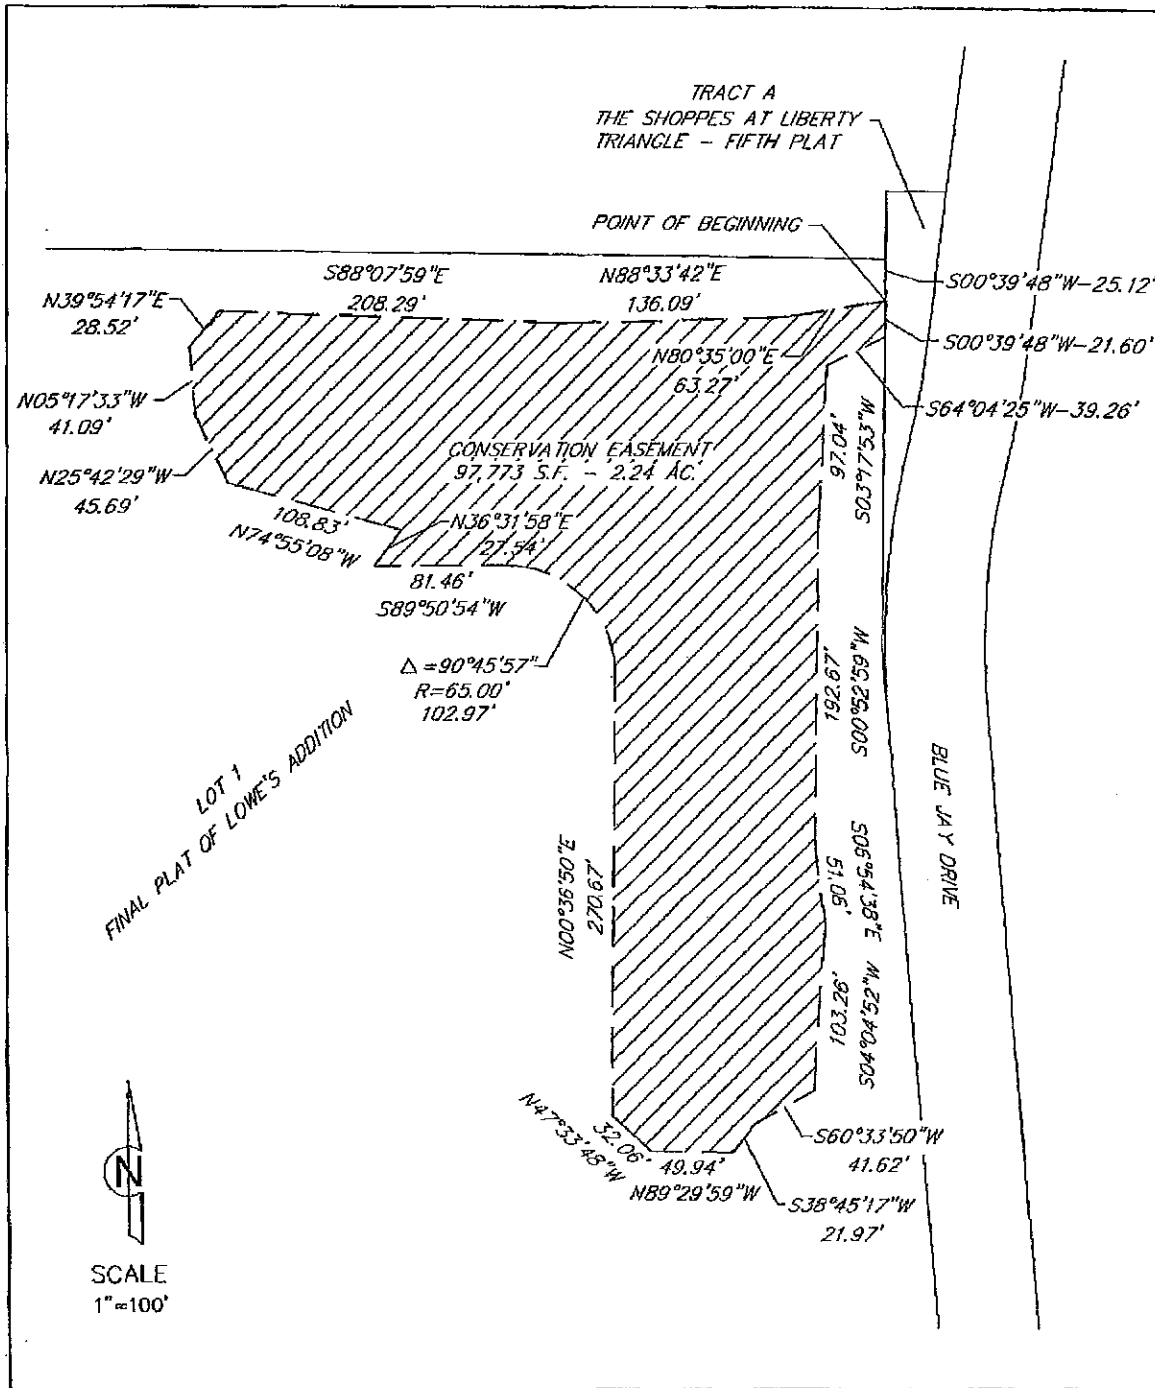 TRACT A
THE SHOPPES AT LIBERTY
TRIANGLE - FIFTH PLAT
POINT OF BEGINNING
S88°07'59"E
208.29'
N88°33'42"E
136.09'
S00°39'48"W-25.12'
N39°54'17"E
28.52'
S00°39'48"W-21.60'
N80°35'00"E
63.27'
N05°17'33"W
41.09'
S64°04'25"W-39.26'
S03°17'53"W
97.04'
CONSERVATION EASEMENT
97,773 S.F. - 2.24 AC.
N25°42'29"W
45.69'
108.83'
N74°55'08"W
N36°31'58"E
27.54'
81.46'
S89°50'54"W
Δ=90°45'57"
R=65.00'
102.97'
S00°52'59"W
192.67'
LOT 1
FINAL PLAT OF LOWE'S ADDITION
BLUE JAY DRIVE
N00°36'50"E
270.67'
S06°54'38"E
51.06'
S04°04'52"W
103.26'
32.06'
N47°33'48"W
49.94'
N89°29'59"W
S60°33'50"W
41.62'
S38°45'17"W
21.97'
N
SCALE
1"=100'